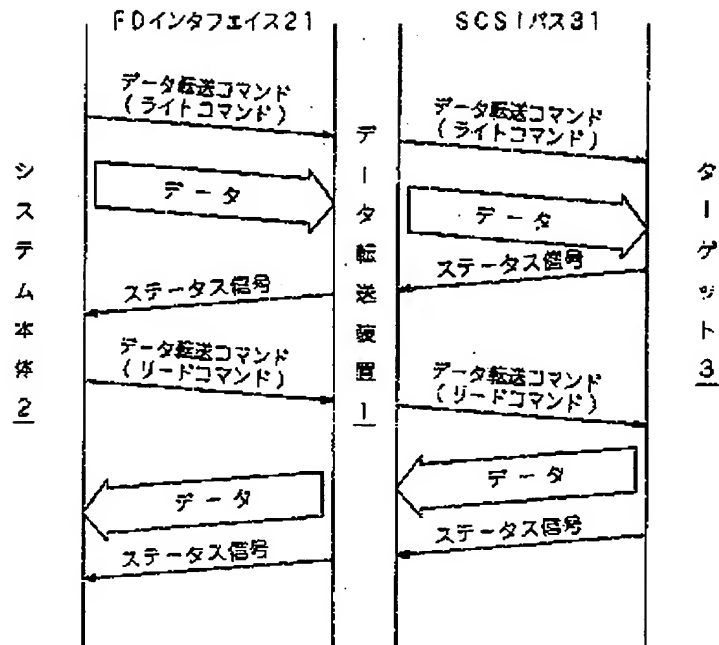 FDインタフェイス21
SCSIバス31
データ転送コマンド
(ライトコマンド)
データ転送コマンド
(ライトコマンド)
データ
データ
ステータス信号
ステータス信号
データ転送コマンド
(リードコマンド)
データ転送コマンド
(リードコマンド)
データ
データ
ステータス信号
ステータス信号
システム本体2
データ転送装置1
ターゲット3